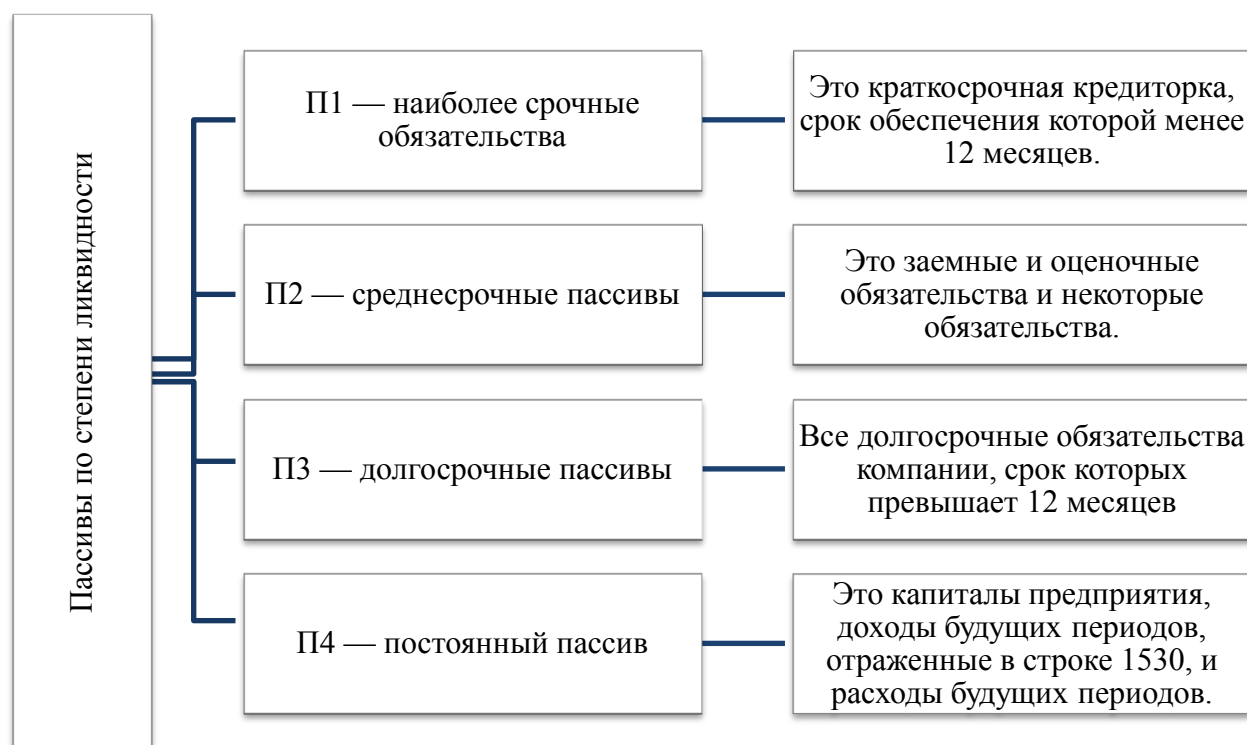 Пассивы по степени ликвидности
П1 — наиболее срочные
обязательства
Это краткосрочная кредиторка,
срок обеспечения которой менее
12 месяцев.
П2 — среднесрочные пассивы
Это заемные и оценочные
обязательства и некоторые
обязательства.
П3 — долгосрочные пассивы
Все долгосрочные обязательства
компании, срок которых
превышает 12 месяцев
П4 — постоянный пассив
Это капиталы предприятия,
доходы будущих периодов,
отраженные в строке 1530, и
расходы будущих периодов.